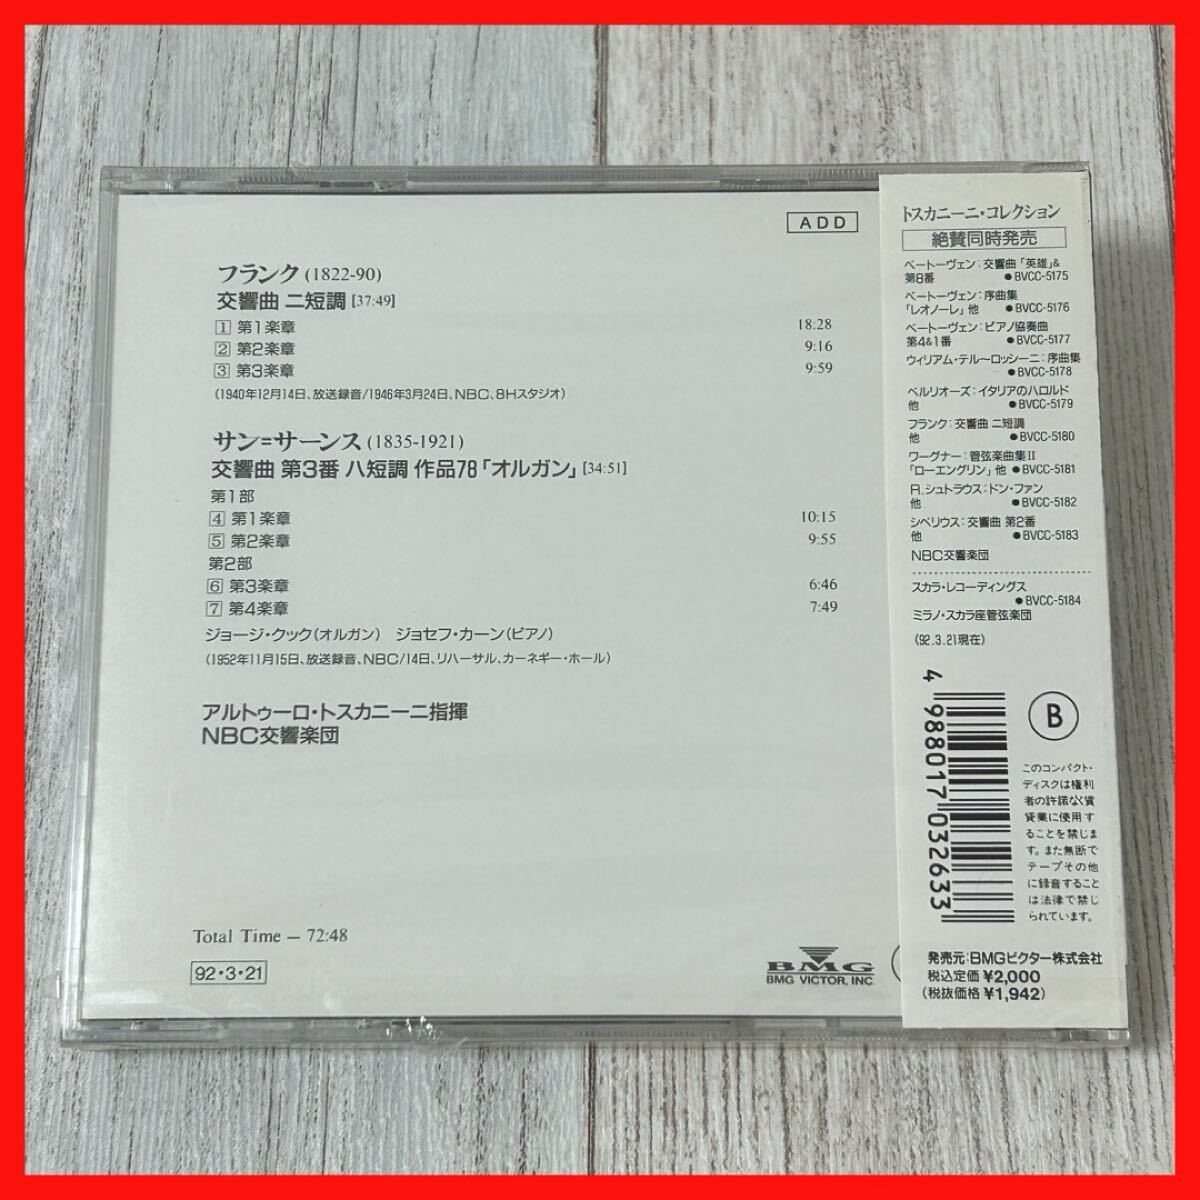 ADD
フランク (1822-90)
交響曲 ニ短調 [37:49]
1 第1楽章 18:28
2 第2楽章 9:16
3 第3楽章 9:59
(1940年12月14日、放送録音/1946年3月24日、NBC、8Hスタジオ)
サン=サーンス (1835-1921)
交響曲 第3番 ハ短調 作品78「オルガン」 [34:51]
第1部
4 第1楽章 10:15
5 第2楽章 9:55
第2部
6 第3楽章 6:46
7 第4楽章 7:49
ジョージ・クック(オルガン) ジョセフ・カーン(ピアノ)
(1952年11月15日、放送録音、NBC/14日、リハーサル、カーネギー・ホール)
アルトゥーロ・トスカニーニ指揮
NBC交響楽団
Total Time — 72:48
92・3・21
BMG
BMG VICTOR, INC.
トスカニーニ・コレクション
絶賛同時発売
ベートーヴェン:交響曲「英雄」&
第8番 ●BVCC-5175
ベートーヴェン:序曲集
「レオノーレ」他 ●BVCC-5176
ベートーヴェン:ピアノ協奏曲
第4&1番 ●BVCC-5177
ウィリアム・テル〜ロッシーニ:序曲集
●BVCC-5178
ベルリオーズ:イタリアのハロルド
他 ●BVCC-5179
フランク:交響曲 ニ短調
他 ●BVCC-5180
ワーグナー:管弦楽曲集II
「ローエングリン」他 ●BVCC-5181
R.シュトラウス:ドン・ファン
他 ●BVCC-5182
シベリウス:交響曲 第2番
他 ●BVCC-5183
NBC交響楽団
スカラ・レコーディングス
●BVCC-5184
ミラノ・スカラ座管弦楽団
(92.3.21現在)
4 988017 032633
B
このコンパクト・
ディスクは権利
者の許諾なく賃
貸業に使用す
ることを禁じま
す。また無断で
テープその他
に録音すること
は法律で禁じ
られています。
発売元:BMGビクター株式会社
税込定価 ¥2,000
(税抜価格 ¥1,942)